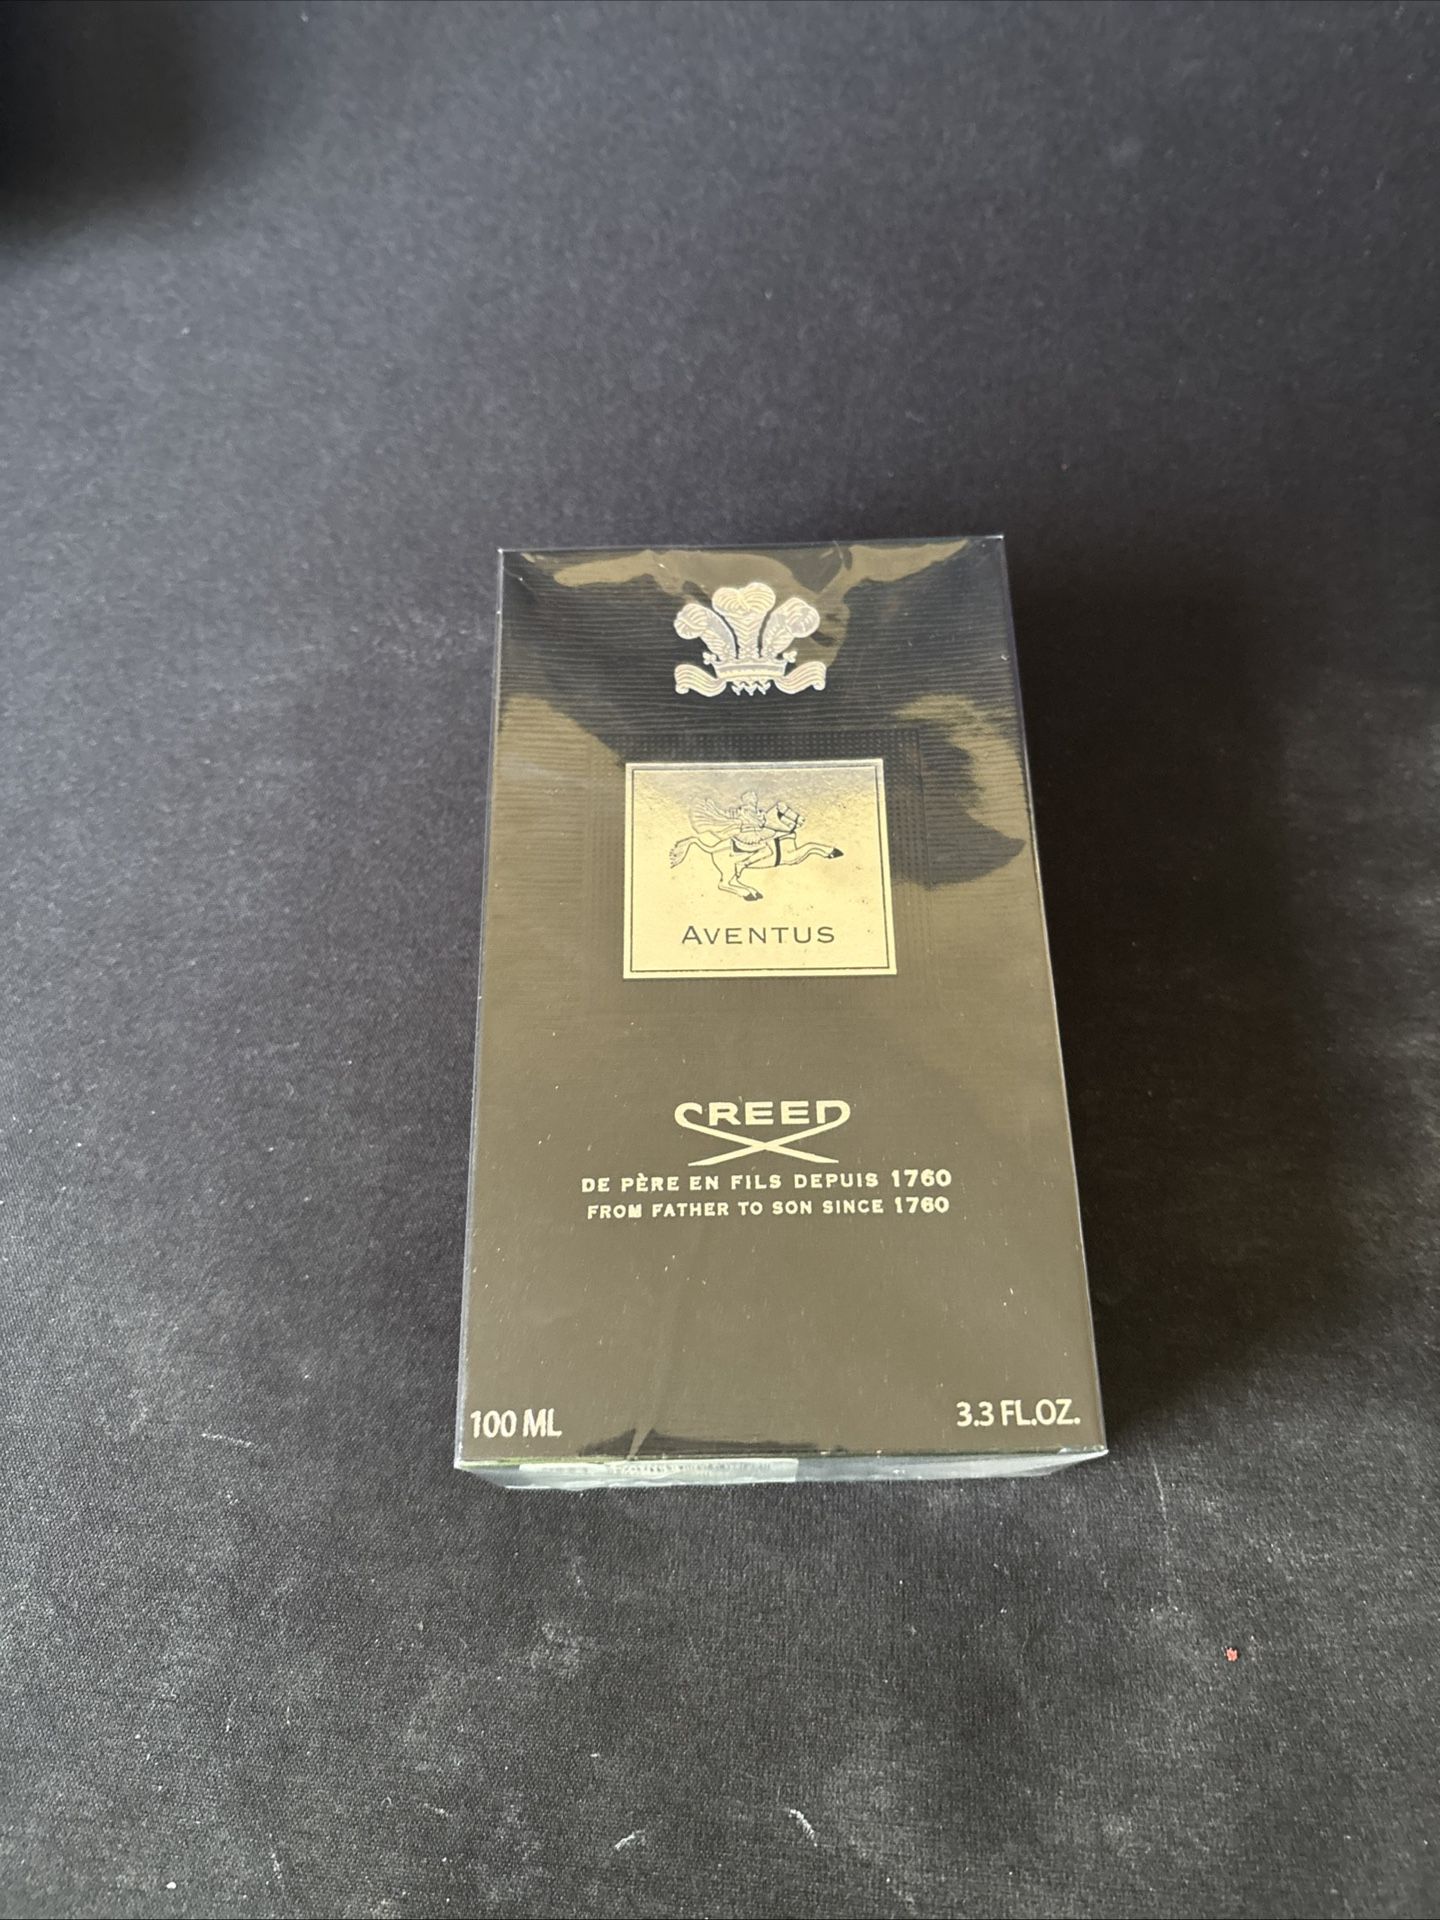 AVENTUS
CREED
DE PÈRE EN FILS DEPUIS 1760
FROM FATHER TO SON SINCE 1760
100 ML
3.3 FL.OZ.